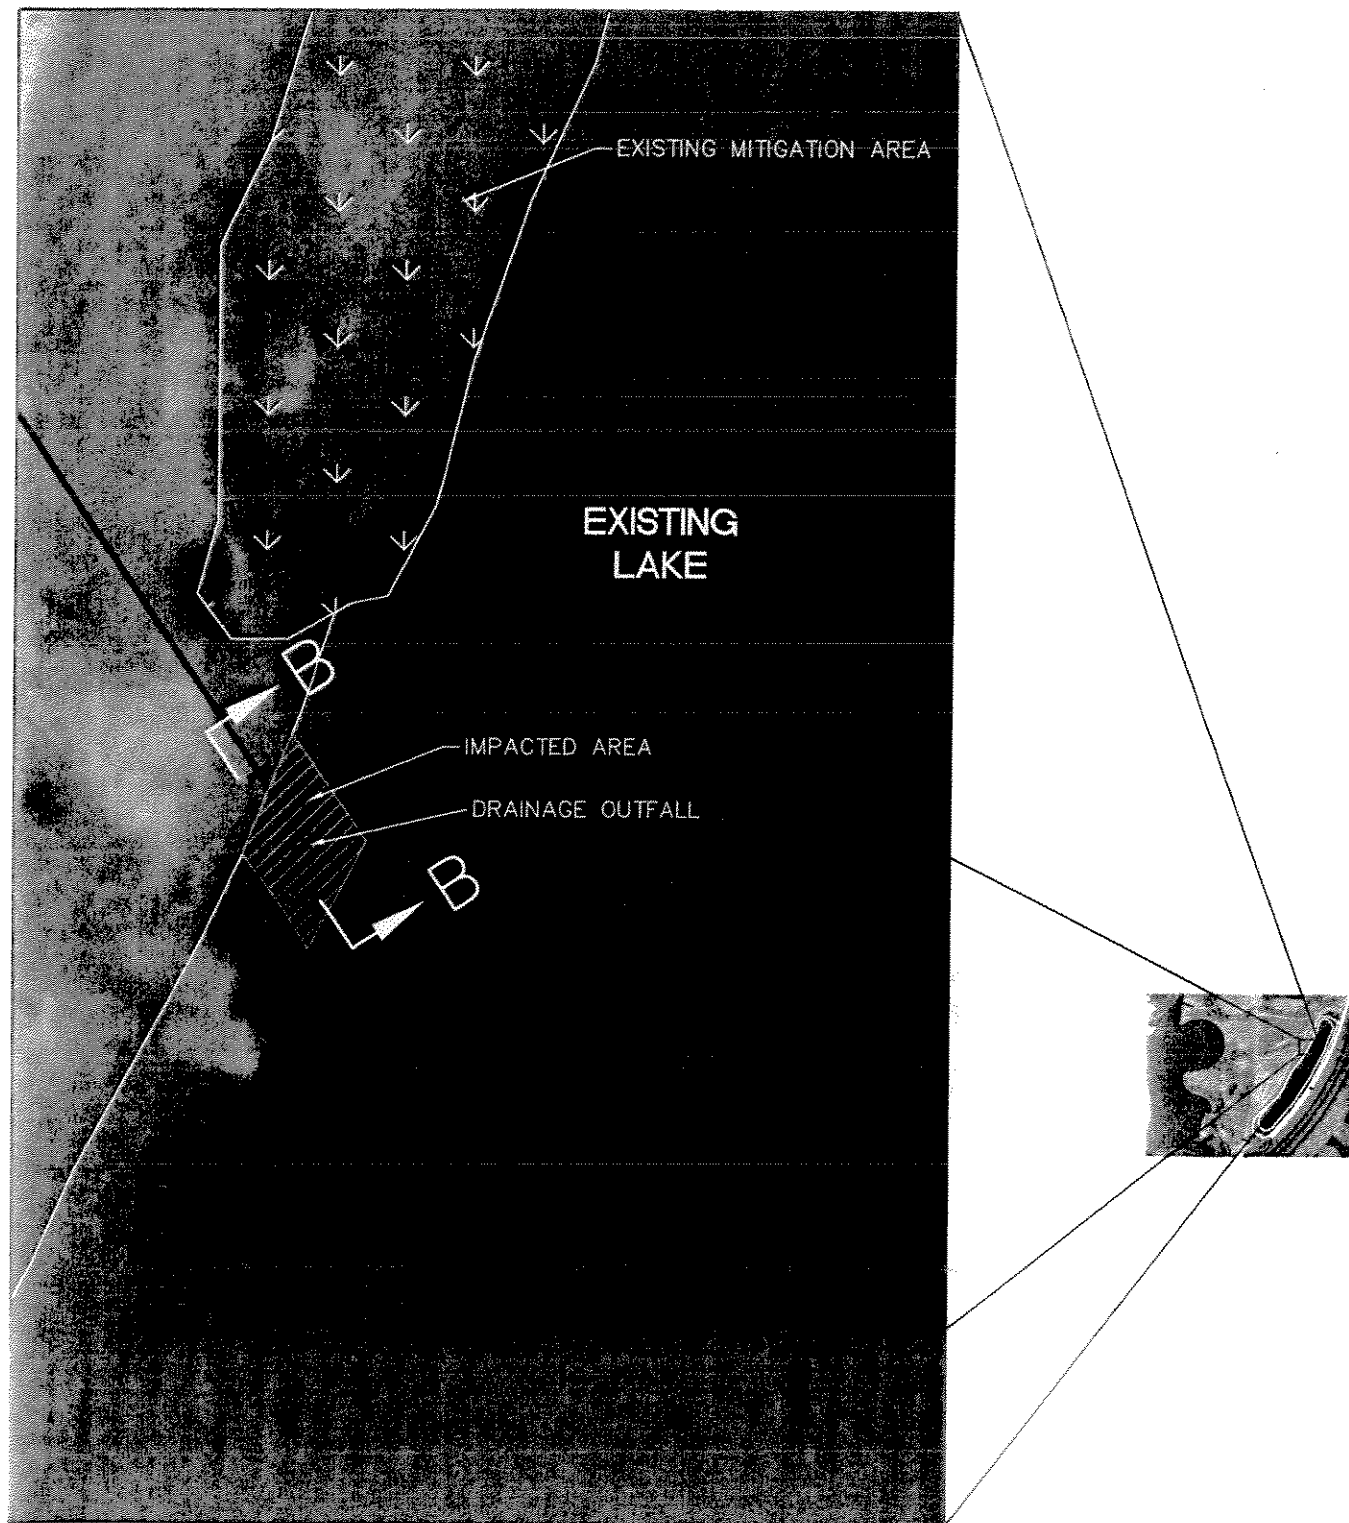 EXISTING MITIGATION AREA
EXISTING
LAKE
B
IMPACTED AREA
DRAINAGE OUTFALL
B